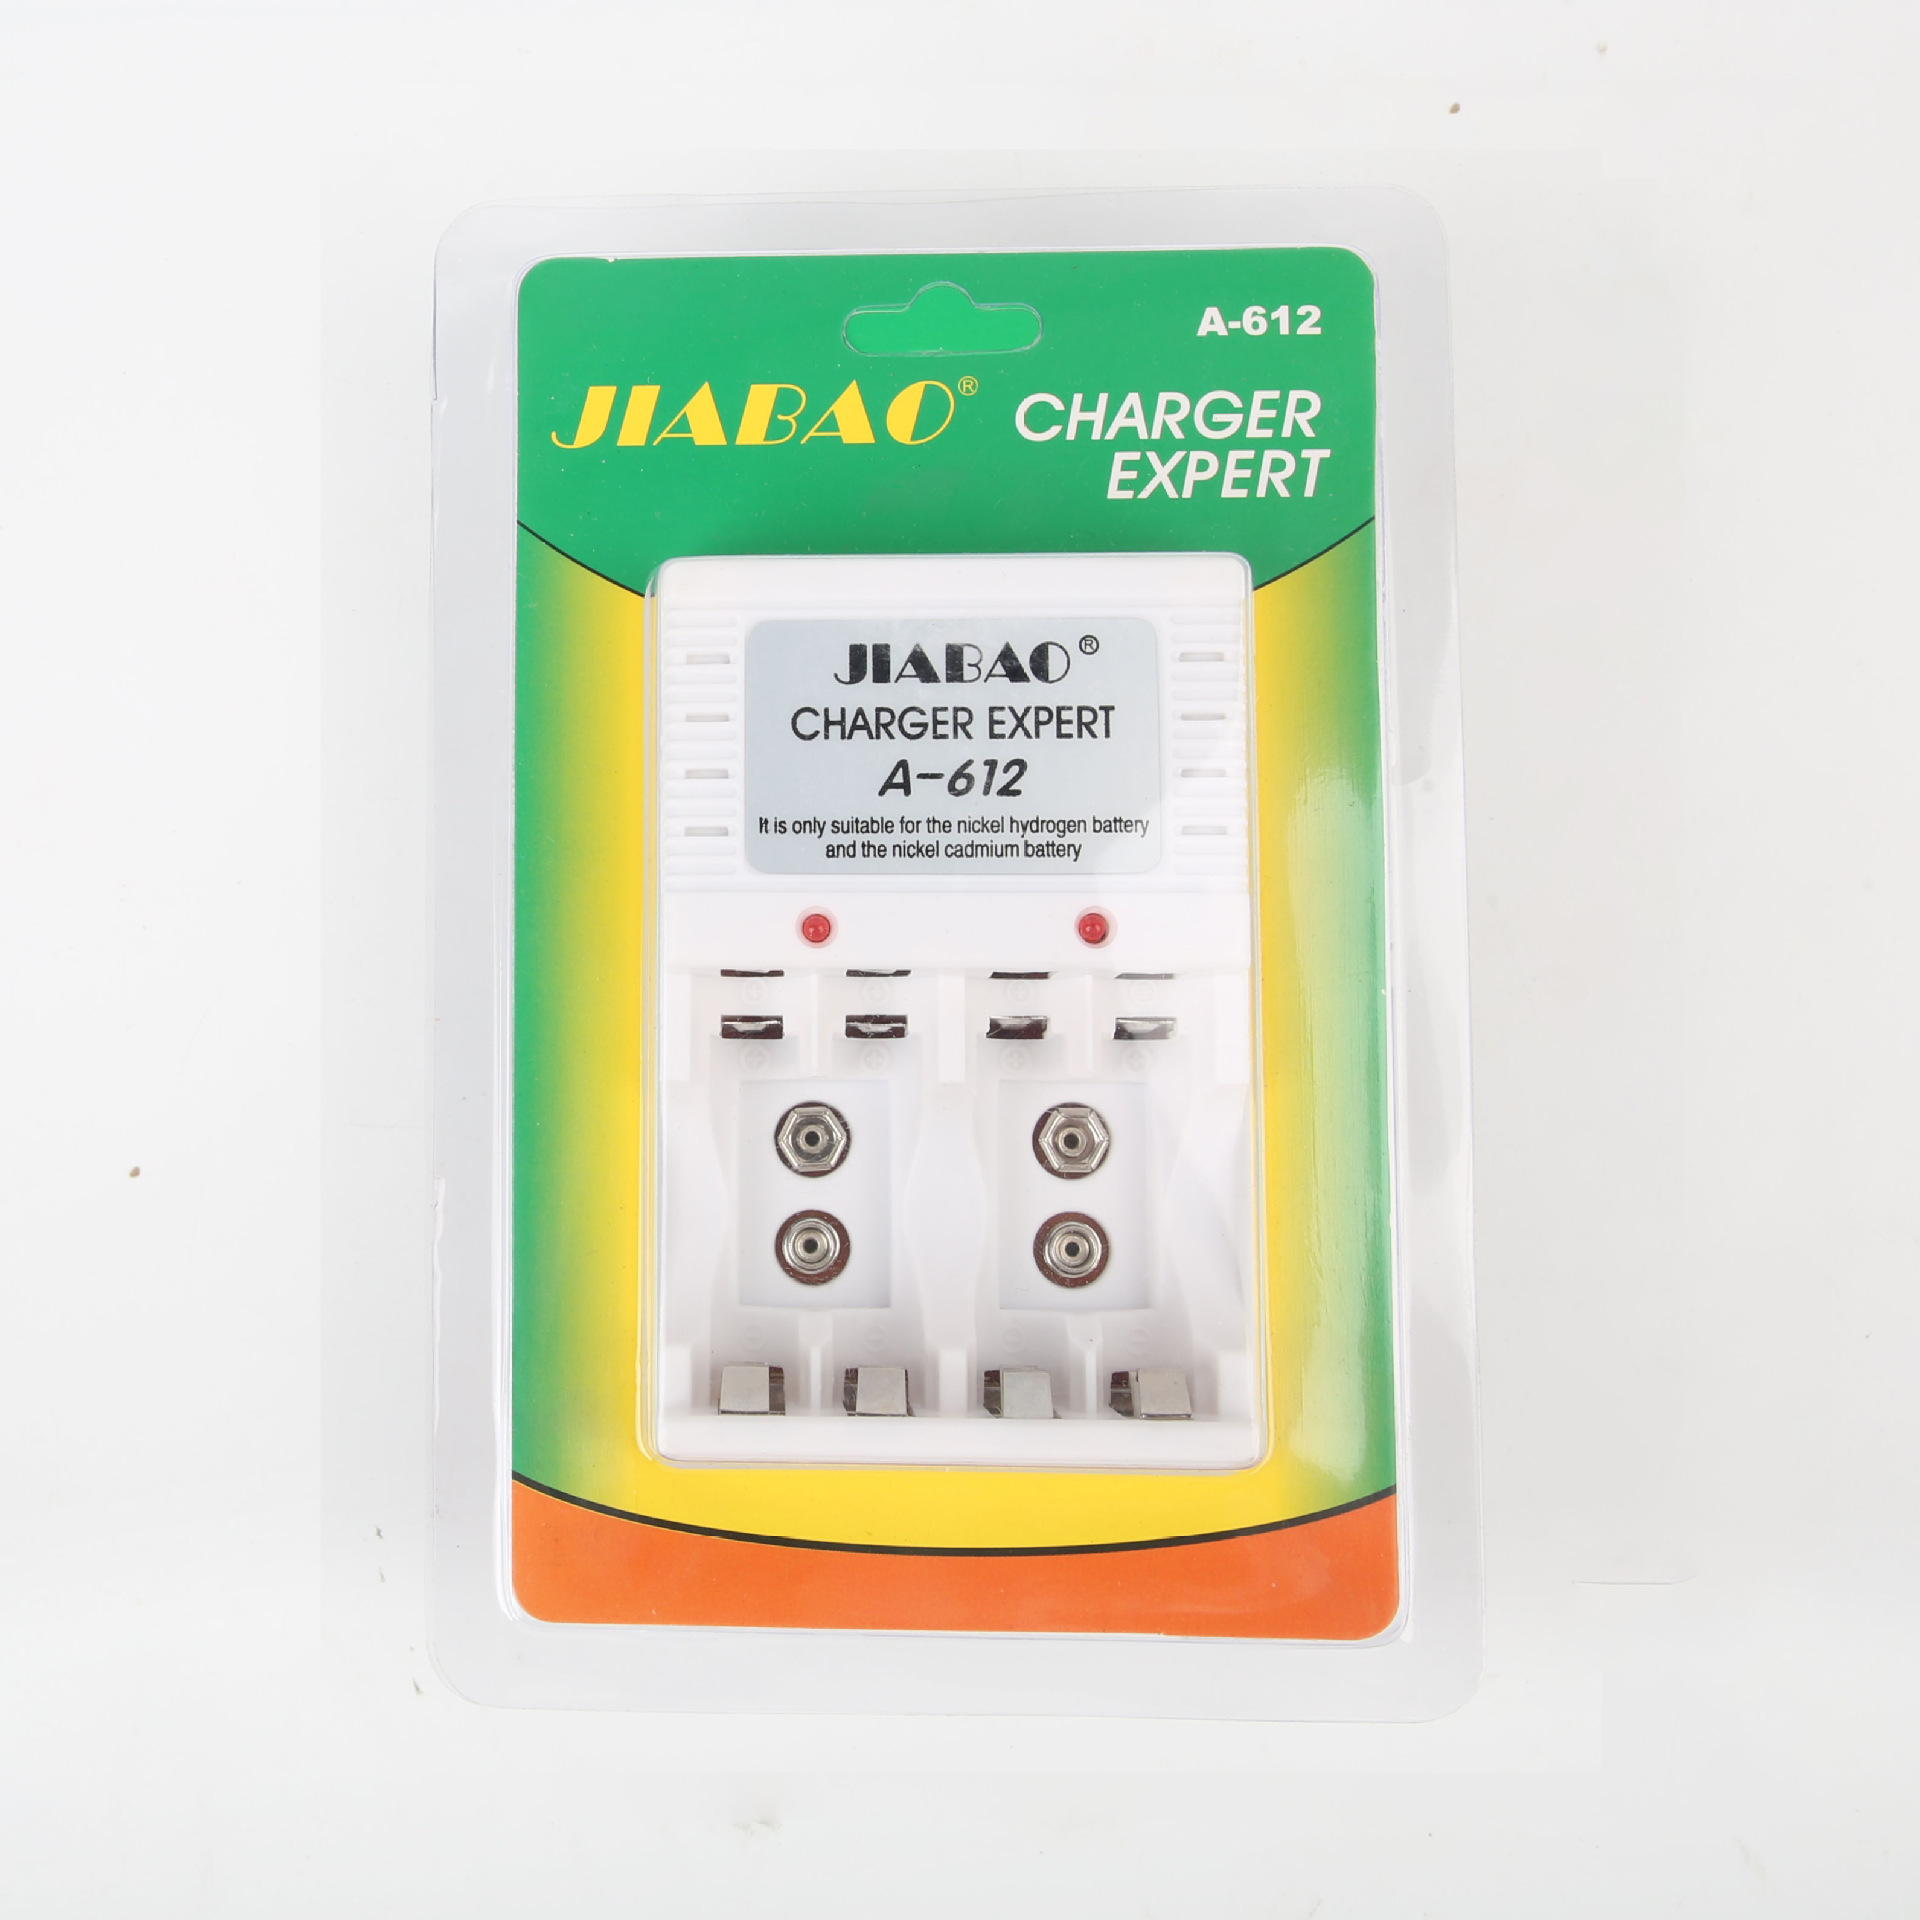 A-612
JIABAO® CHARGER
EXPERT
JIABAO®
CHARGER EXPERT
A-612
It is only suitable for the nickel hydrogen battery
and the nickel cadmium battery